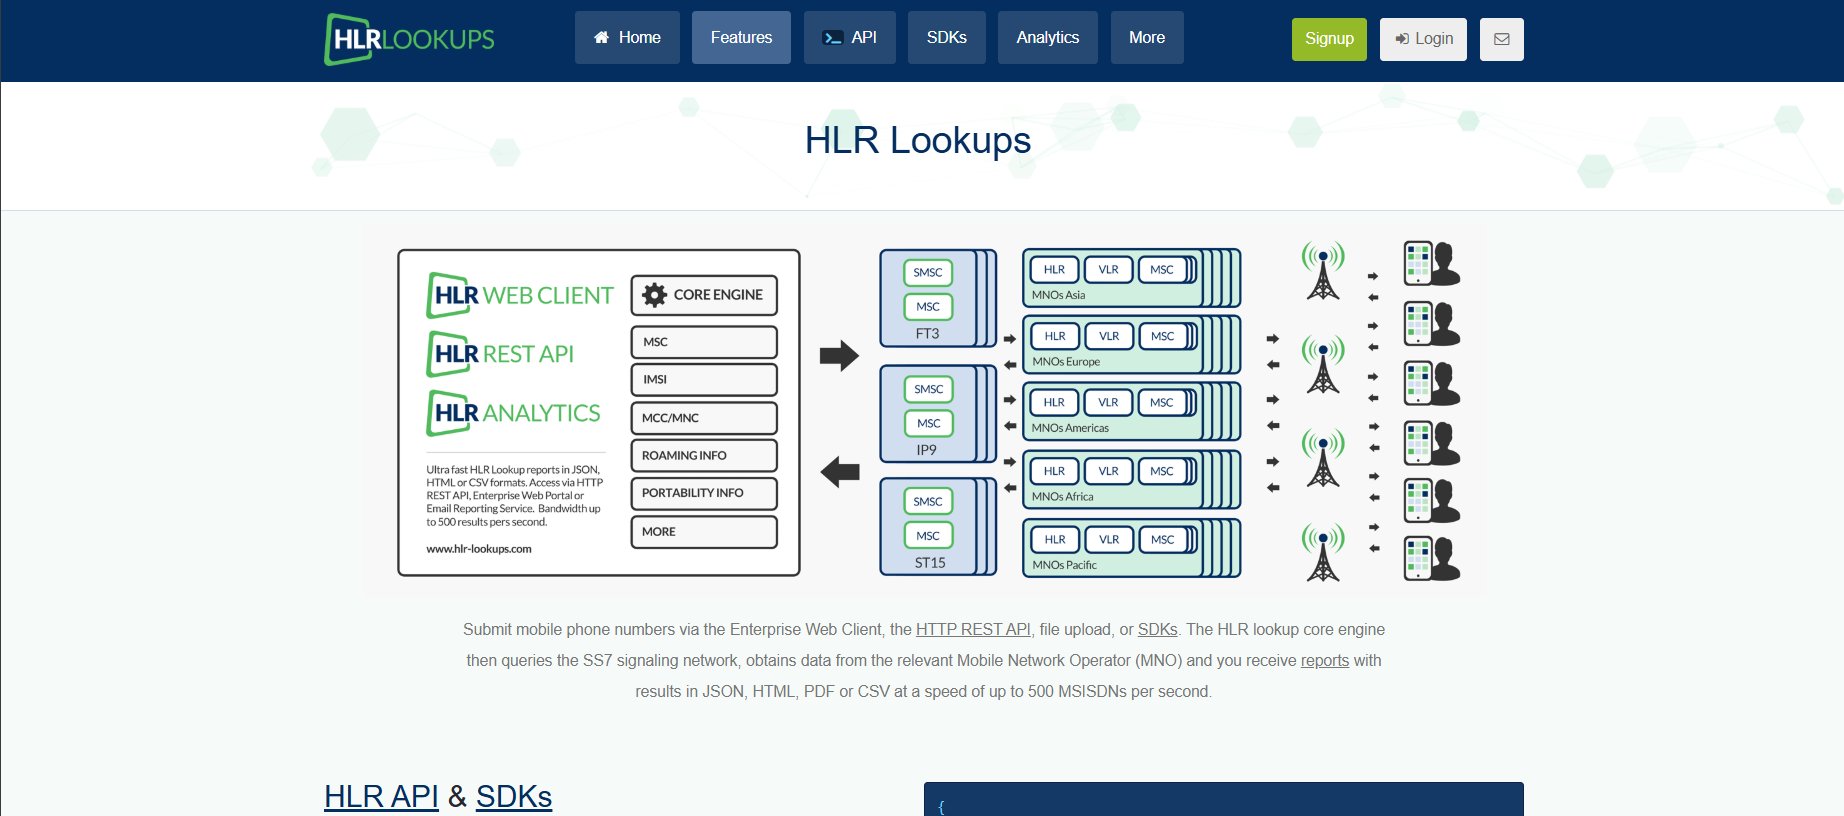 HLR LOOKUPS
Home
Features
API
SDKs
Analytics
More
Signup
Login
HLR Lookups
HLR WEB CLIENT
HLR REST API
HLR ANALYTICS
Ultra fast HLR Lookup reports in JSON,
HTML or CSV formats. Access via HTTP
REST API, Enterprise Web Portal or
Email Reporting Service. Bandwidth up
to 500 results pers second.
www.hlr-lookups.com
CORE ENGINE
MSC
IMSI
MCC/MNC
ROAMING INFO
PORTABILITY INFO
MORE
SMSC
MSC
FT3
SMSC
MSC
IP9
SMSC
MSC
ST15
HLR VLR MSC
MNOs Asia
HLR VLR MSC
MNOs Europe
HLR VLR MSC
MNOs Americas
HLR VLR MSC
MNOs Africa
HLR VLR MSC
MNOs Pacific
Submit mobile phone numbers via the Enterprise Web Client, the HTTP REST API, file upload, or SDKs. The HLR lookup core engine
then queries the SS7 signaling network, obtains data from the relevant Mobile Network Operator (MNO) and you receive reports with
results in JSON, HTML, PDF or CSV at a speed of up to 500 MSISDNs per second.
HLR API & SDKs
{